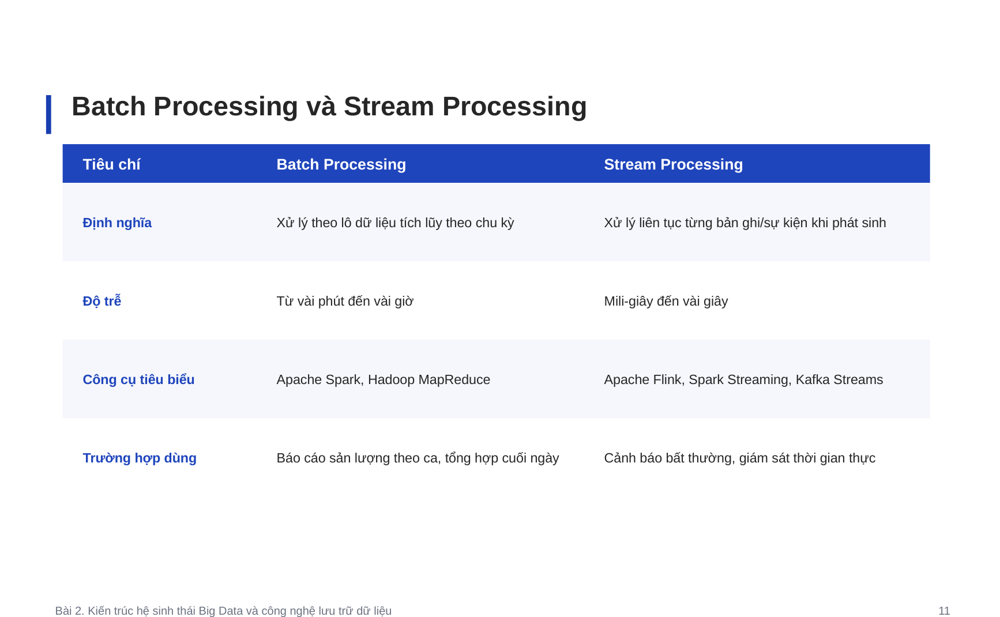 Batch Processing và Stream Processing
Tiêu chí Batch Processing Stream Processing
Định nghĩa Xử lý theo lô dữ liệu tích lũy theo chu kỳ Xử lý liên tục từng bản ghi/sự kiện khi phát sinh
Độ trễ Từ vài phút đến vài giờ Mili-giây đến vài giây
Công cụ tiêu biểu Apache Spark, Hadoop MapReduce Apache Flink, Spark Streaming, Kafka Streams
Trường hợp dùng Báo cáo sản lượng theo ca, tổng hợp cuối ngày Cảnh báo bất thường, giám sát thời gian thực
Bài 2. Kiến trúc hệ sinh thái Big Data và công nghệ lưu trữ dữ liệu 11